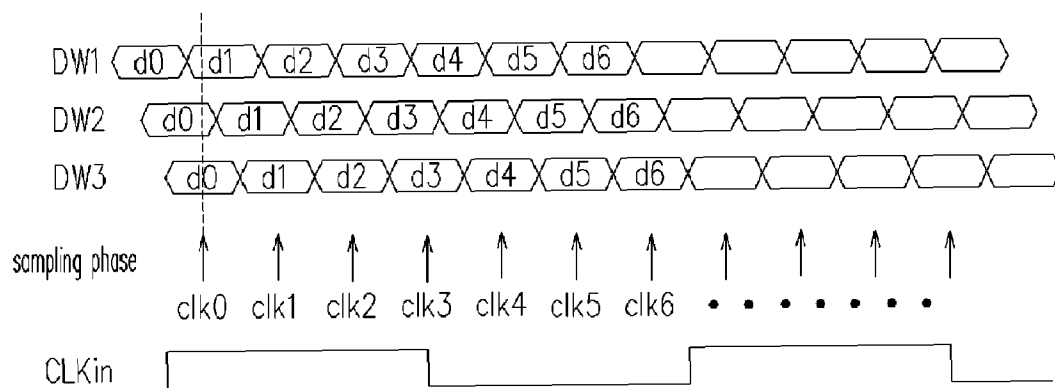 DW1 d0 d1 d2 d3 d4 d5 d6
DW2 d0 d1 d2 d3 d4 d5 d6
DW3 d0 d1 d2 d3 d4 d5 d6
sampling phase
clk0 clk1 clk2 clk3 clk4 clk5 clk6
CLKin